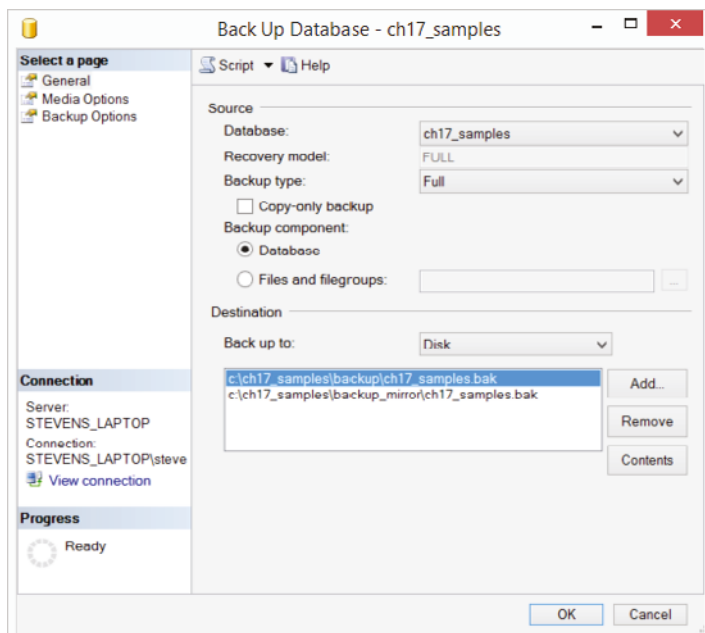 Back Up Database - ch17_samples
Select a page
General
Media Options
Backup Options
Script
Help
Source
Database:
ch17_samples
Recovery model:
FULL
Backup type:
Full
Copy-only backup
Backup component:
Database
Files and filegroups:
...
Destination
Back up to:
Disk
c:\ch17_samples\backup\ch17_samples.bak
c:\ch17_samples\backup_mirror\ch17_samples.bak
Add...
Remove
Contents
Connection
Server:
STEVENS_LAPTOP
Connection:
STEVENS_LAPTOP\steve
View connection
Progress
Ready
OK
Cancel